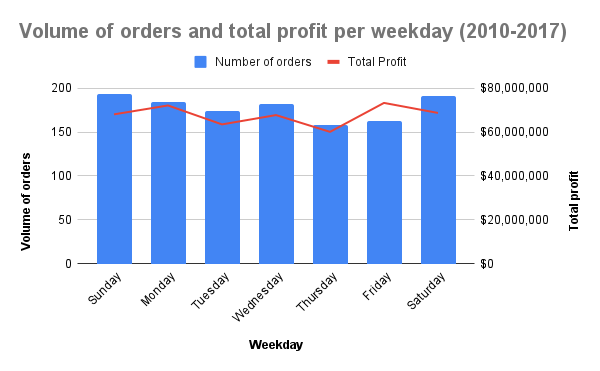 Volume of orders and total profit per weekday (2010-2017)
Number of orders Total Profit
200 $80,000,000
150 $60,000,000
100 $40,000,000
50 $20,000,000
0 $0
Volume of orders
Total profit
Sunday Monday Tuesday Wednesday Thursday Friday Saturday
Weekday